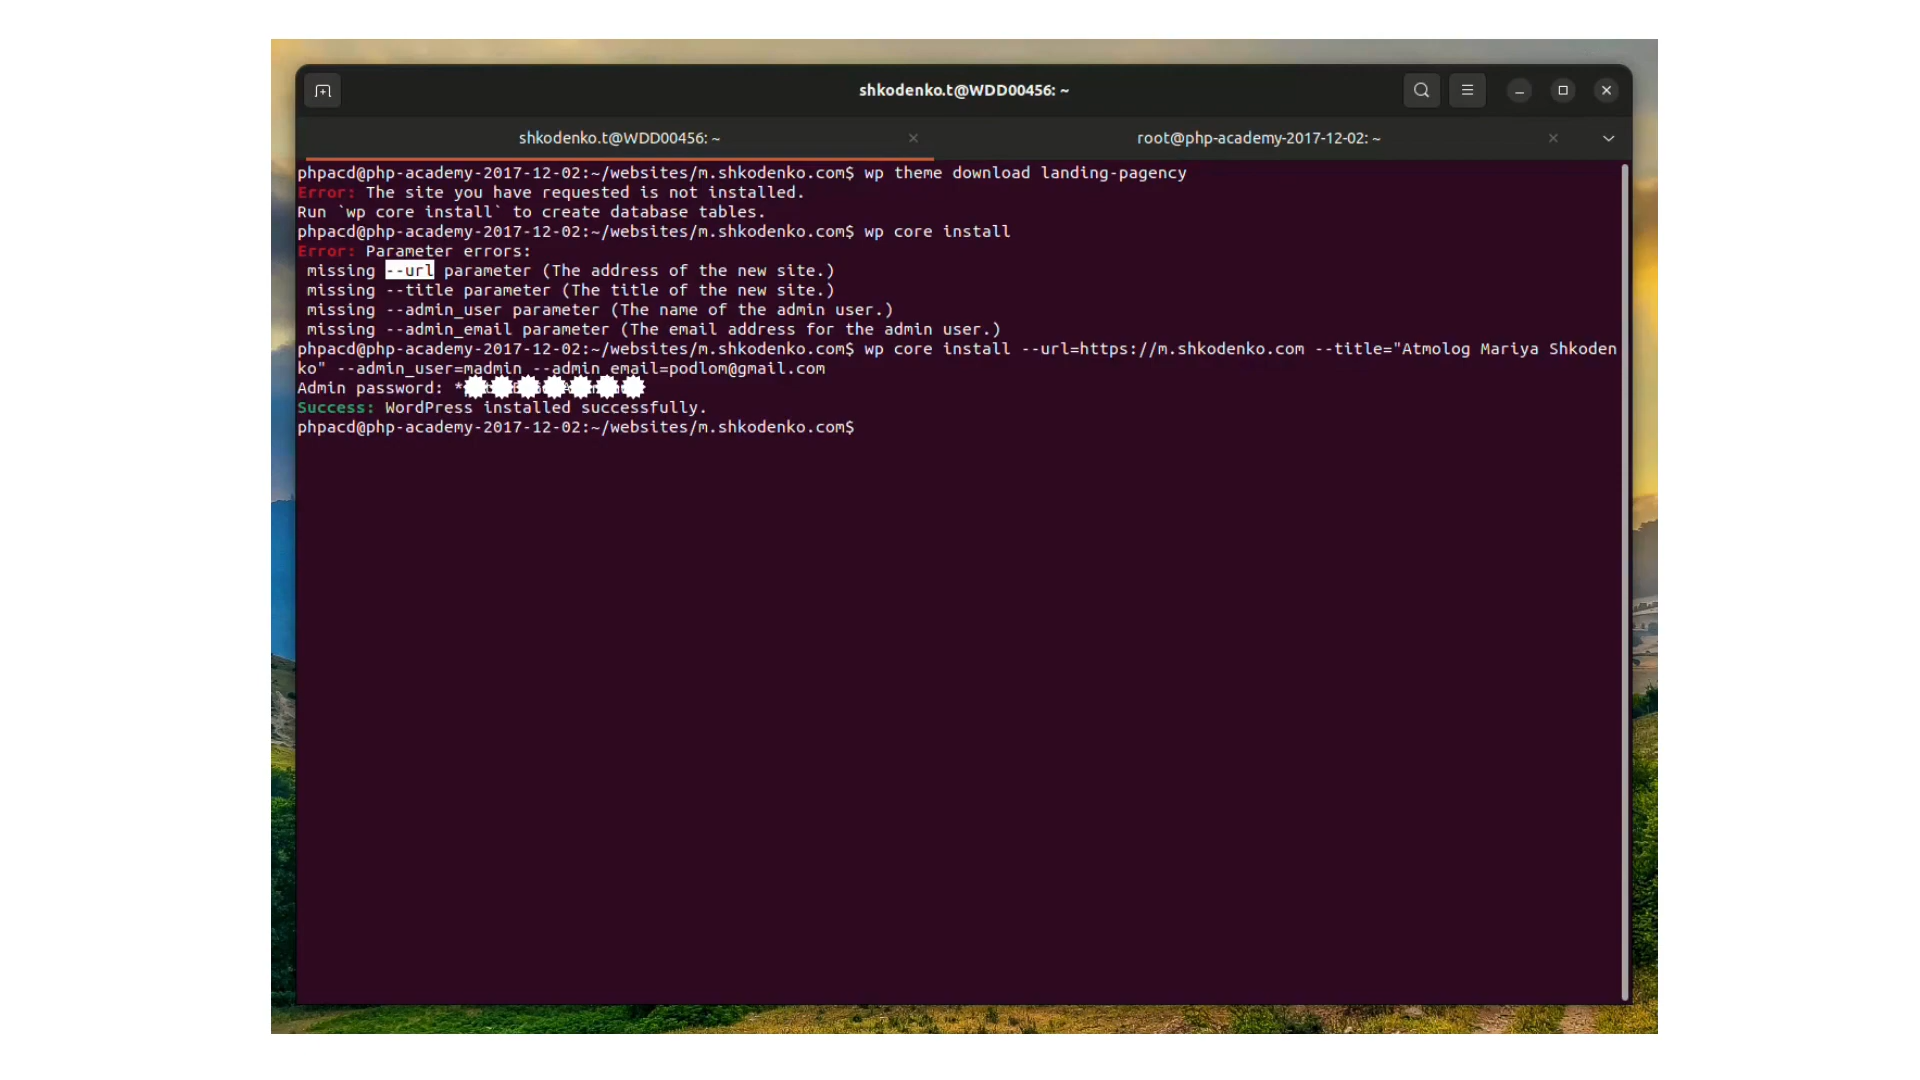 shkodenko.t@WDD00456: ~
shkodenko.t@WDD00456: ~
root@php-academy-2017-12-02: ~
phpacd@php-academy-2017-12-02:~/websites/m.shkodenko.com$ wp theme download landing-pagency
Error: The site you have requested is not installed.
Run `wp core install` to create database tables.
phpacd@php-academy-2017-12-02:~/websites/m.shkodenko.com$ wp core install
Error: Parameter errors:
missing --url parameter (The address of the new site.)
missing --title parameter (The title of the new site.)
missing --admin_user parameter (The name of the admin user.)
missing --admin_email parameter (The email address for the admin user.)
phpacd@php-academy-2017-12-02:~/websites/m.shkodenko.com$ wp core install --url=https://m.shkodenko.com --title="Atmolog Mariya Shkoden
ko" --admin_user=madmin --admin_email=podlom@gmail.com
Admin password: *
Success: WordPress installed successfully.
phpacd@php-academy-2017-12-02:~/websites/m.shkodenko.com$